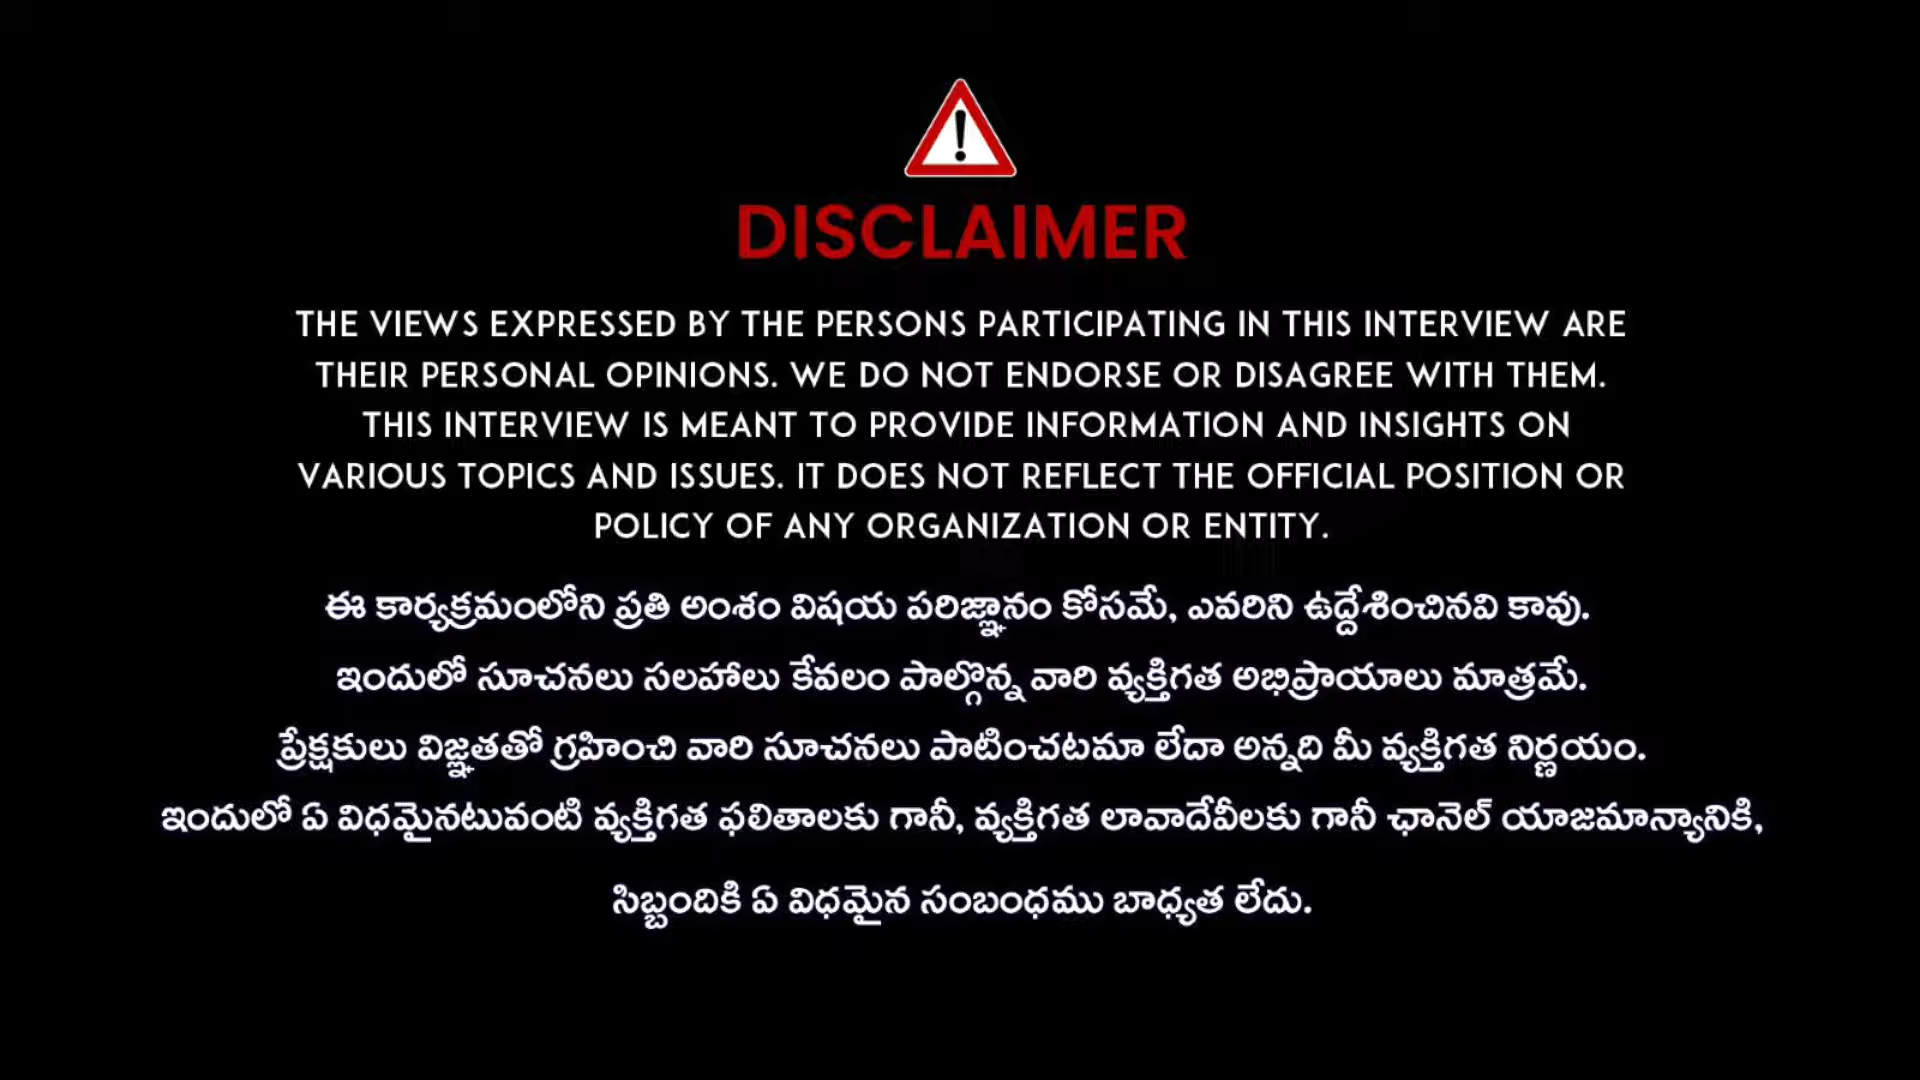 DISCLAIMER
THE VIEWS EXPRESSED BY THE PERSONS PARTICIPATING IN THIS INTERVIEW ARE
THEIR PERSONAL OPINIONS. WE DO NOT ENDORSE OR DISAGREE WITH THEM.
THIS INTERVIEW IS MEANT TO PROVIDE INFORMATION AND INSIGHTS ON
VARIOUS TOPICS AND ISSUES. IT DOES NOT REFLECT THE OFFICIAL POSITION OR
POLICY OF ANY ORGANIZATION OR ENTITY.
ఈ కార్యక్రమంలోని ప్రతి అంశం విషయ పరిజ్ఞానం కోసమే, ఎవరిని ఉద్దేశించినవి కావు.
ఇందులో సూచనలు సలహాలు కేవలం పాల్గొన్న వారి వ్యక్తిగత అభిప్రాయాలు మాత్రమే.
ప్రేక్షకులు విజ్ఞతతో గ్రహించి వారి సూచనలు పాటించటమా లేదా అన్నది మీ వ్యక్తిగత నిర్ణయం.
ఇందులో ఏ విధమైనటువంటి వ్యక్తిగత ఫలితాలకు గానీ, వ్యక్తిగత లావాదేవీలకు గానీ ఛానెల్ యాజమాన్యానికి,
సిబ్బందికి ఏ విధమైన సంబంధము బాధ్యత లేదు.